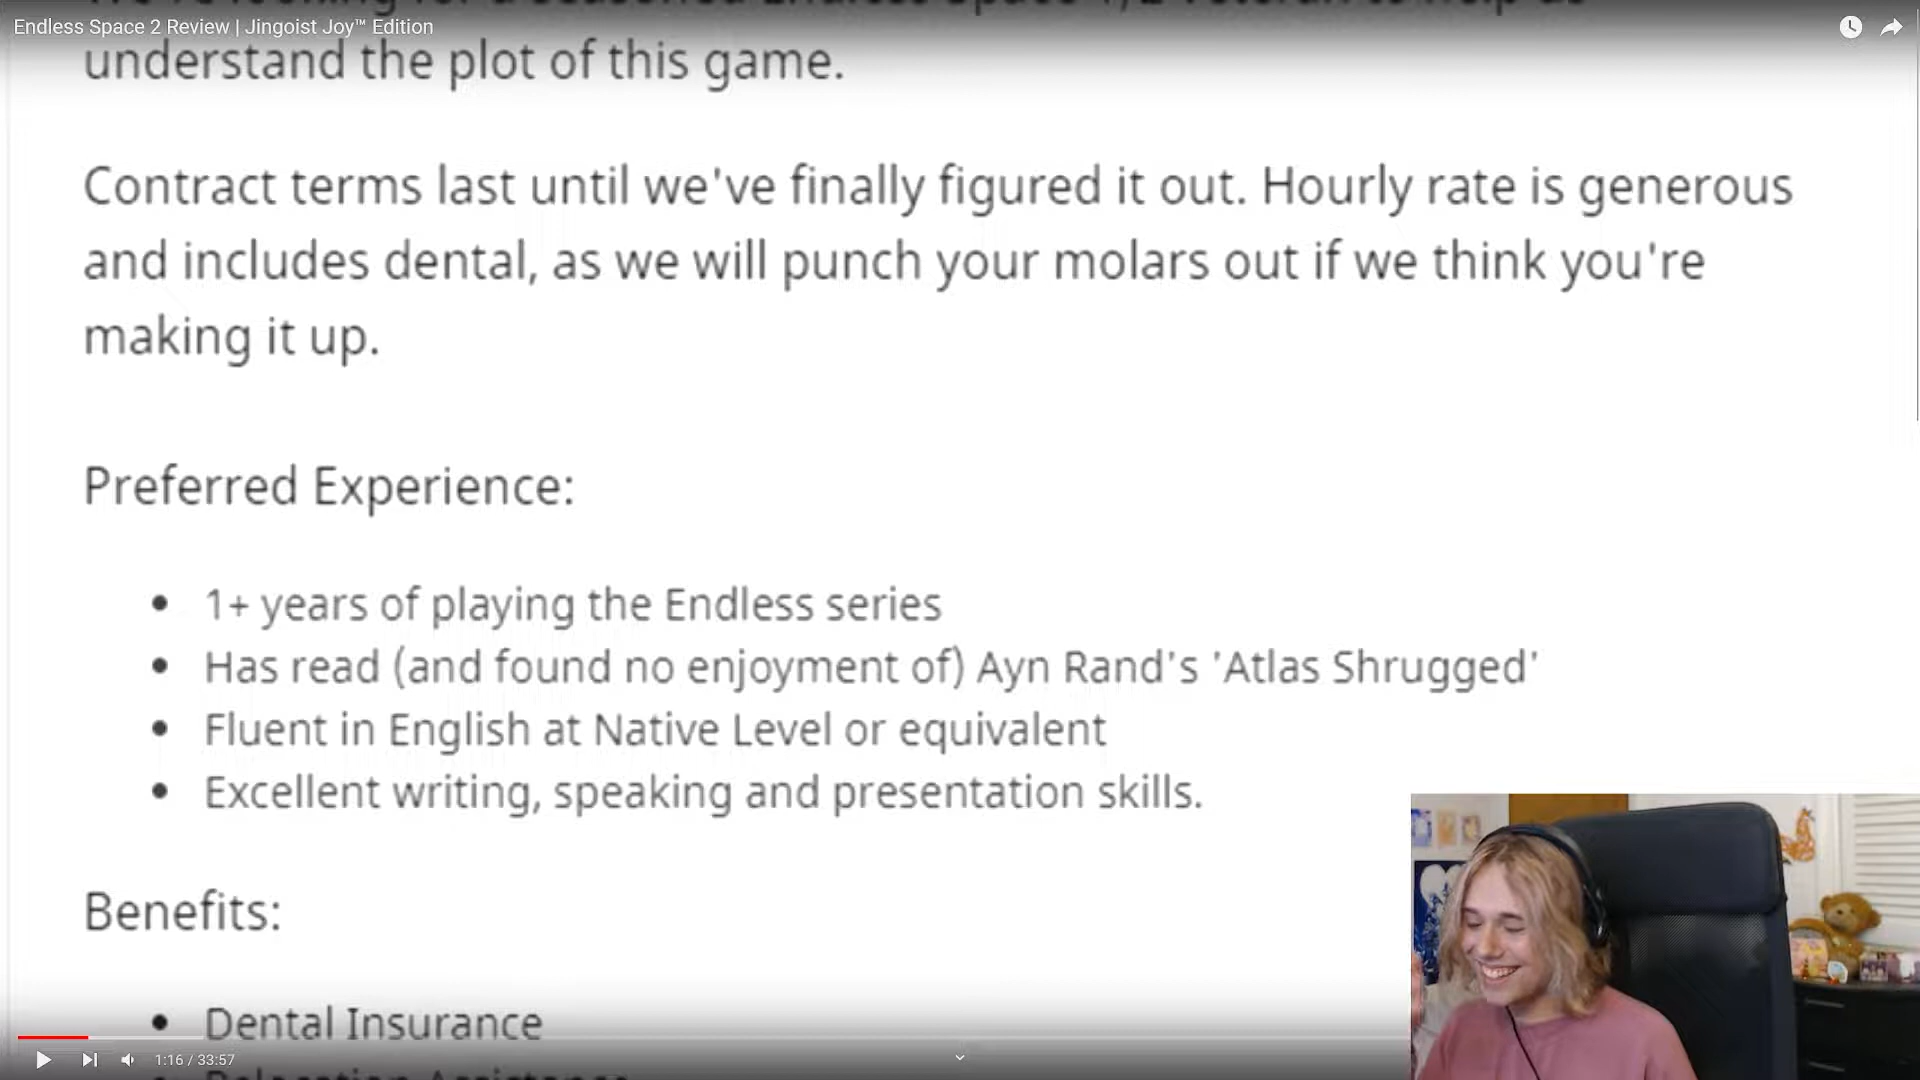 Endless Space 2 Review | Jingoist Joy™ Edition
understand the plot of this game.
Contract terms last until we've finally figured it out. Hourly rate is generous
and includes dental, as we will punch your molars out if we think you're
making it up.
Preferred Experience:
• 1+ years of playing the Endless series
• Has read (and found no enjoyment of) Ayn Rand's 'Atlas Shrugged'
• Fluent in English at Native Level or equivalent
• Excellent writing, speaking and presentation skills.
Benefits:
• Dental Insurance
1:16 / 33:57